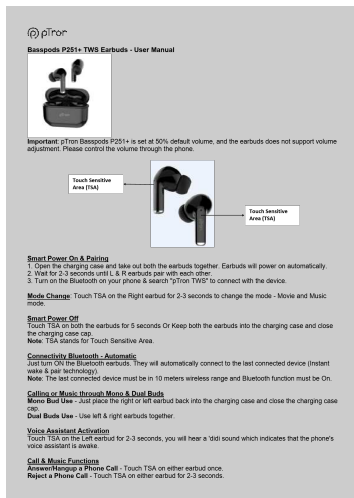 pTron
Basspods P251+ TWS Earbuds - User Manual
Important: pTron Basspods P251+ is set at 50% default volume, and the earbuds does not support volume
adjustment. Please control the volume through the phone.
Touch Sensitive
Area (TSA)
Touch Sensitive
Area (TSA)
Smart Power On & Pairing
1. Open the charging case and take out both the earbuds together. Earbuds will power on automatically.
2. Wait for 2-3 seconds until L & R earbuds pair with each other.
3. Turn on the Bluetooth on your phone & search "pTron TWS" to connect with the device.
Mode Change: Touch TSA on the Right earbud for 2-3 seconds to change the mode - Movie and Music
mode.
Smart Power Off
Touch TSA on both the earbuds for 5 seconds Or Keep both the earbuds into the charging case and close
the charging case cap.
Note: TSA stands for Touch Sensitive Area.
Connectivity Bluetooth - Automatic
Just turn ON the Bluetooth earbuds. They will automatically connect to the last connected device (Instant
wake & pair technology).
Note: The last connected device must be in 10 meters wireless range and Bluetooth function must be On.
Calling or Music through Mono & Dual Buds
Mono Bud Use - Just place the right or left earbud back into the charging case and close the charging case
cap.
Dual Buds Use - Use left & right earbuds together.
Voice Assistant Activation
Touch TSA on the Left earbud for 2-3 seconds, you will hear a 'didi sound which indicates that the phone's
voice assistant is awake.
Call & Music Functions
Answer/Hangup a Phone Call - Touch TSA on either earbud once.
Reject a Phone Call - Touch TSA on either earbud for 2-3 seconds.